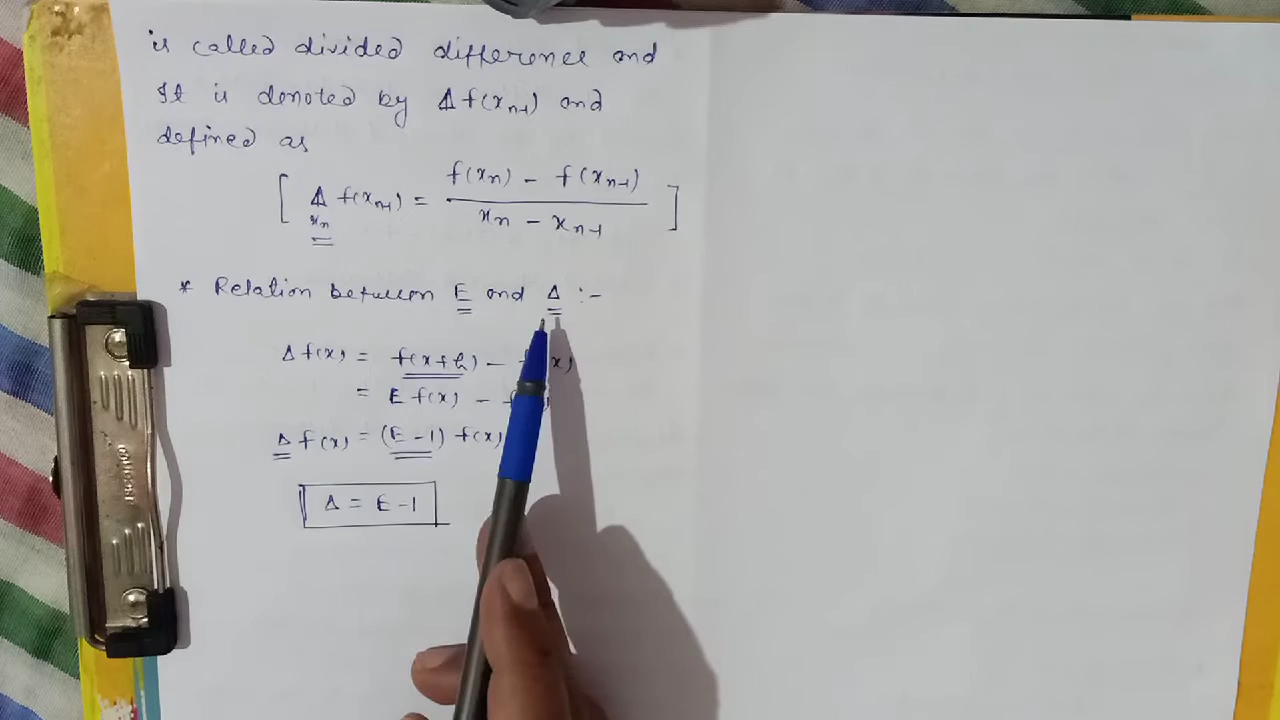 is called divided difference and
It is denoted by Δ f(xn-1) and
defined as
[ Δ f(xn-1) = f(xn) - f(xn-1) / xn - xn-1 ]
xn
* Relation between E and Δ :-
Δ f(x) = f(x+h) - f(x)
= E f(x) -
Δ f(x) = (E-1) f(x)
Δ = E-1